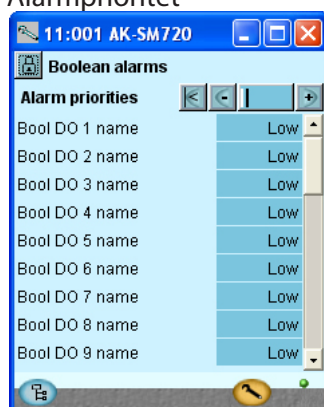 Alarmprioritet
11:001 AK-SM720
Boolean alarms
Alarm priorities
Bool DO 1 name Low
Bool DO 2 name Low
Bool DO 3 name Low
Bool DO 4 name Low
Bool DO 5 name Low
Bool DO 6 name Low
Bool DO 7 name Low
Bool DO 8 name Low
Bool DO 9 name Low